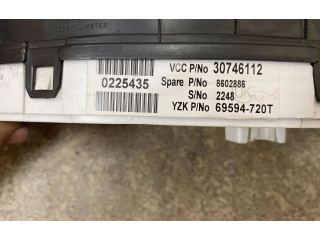 VCC P/No 30746112
0225435
Spare P/No 8602886
S/No 2248
YZK P/No 69594-720T